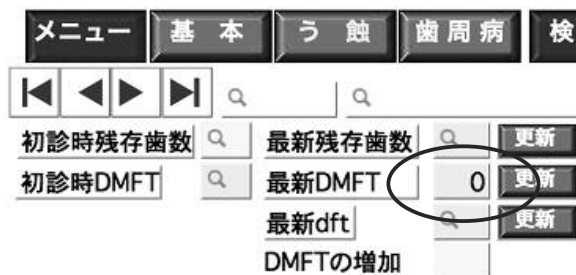 メニュー 基本 う蝕 歯周病 検
初診時残存歯数 最新残存歯数 更新
初診時DMFT 最新DMFT 0 更新
最新dft 更新
DMFTの増加